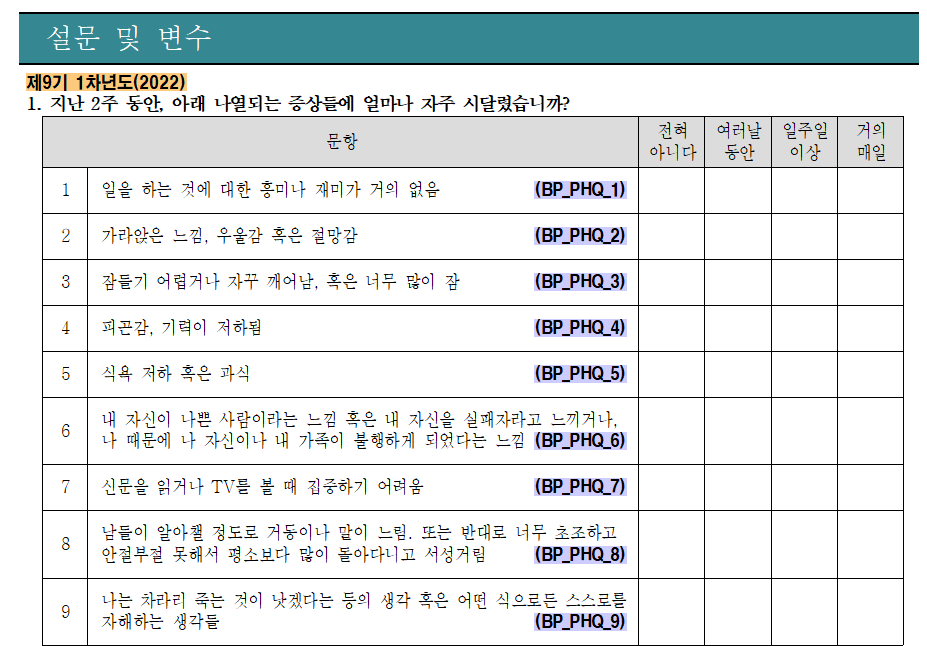 설문 및 변수
제9기 1차년도(2022)
1. 지난 2주 동안, 아래 나열되는 증상들에 얼마나 자주 시달렸습니까?
문항 전혀 아니다 여러날 동안 일주일 이상 거의 매일
1 일을 하는 것에 대한 흥미나 재미가 거의 없음 (BP_PHQ_1)
2 가라앉은 느낌, 우울감 혹은 절망감 (BP_PHQ_2)
3 잠들기 어렵거나 자꾸 깨어남, 혹은 너무 많이 잠 (BP_PHQ_3)
4 피곤감, 기력이 저하됨 (BP_PHQ_4)
5 식욕 저하 혹은 과식 (BP_PHQ_5)
6 내 자신이 나쁜 사람이라는 느낌 혹은 내 자신을 실패자라고 느끼거나,
나 때문에 나 자신이나 내 가족이 불행하게 되었다는 느낌 (BP_PHQ_6)
7 신문을 읽거나 TV를 볼 때 집중하기 어려움 (BP_PHQ_7)
8 남들이 알아챌 정도로 거동이나 말이 느림. 또는 반대로 너무 초조하고
안절부절 못해서 평소보다 많이 돌아다니고 서성거림 (BP_PHQ_8)
9 나는 차라리 죽는 것이 낫겠다는 등의 생각 혹은 어떤 식으로든 스스로를
자해하는 생각들 (BP_PHQ_9)